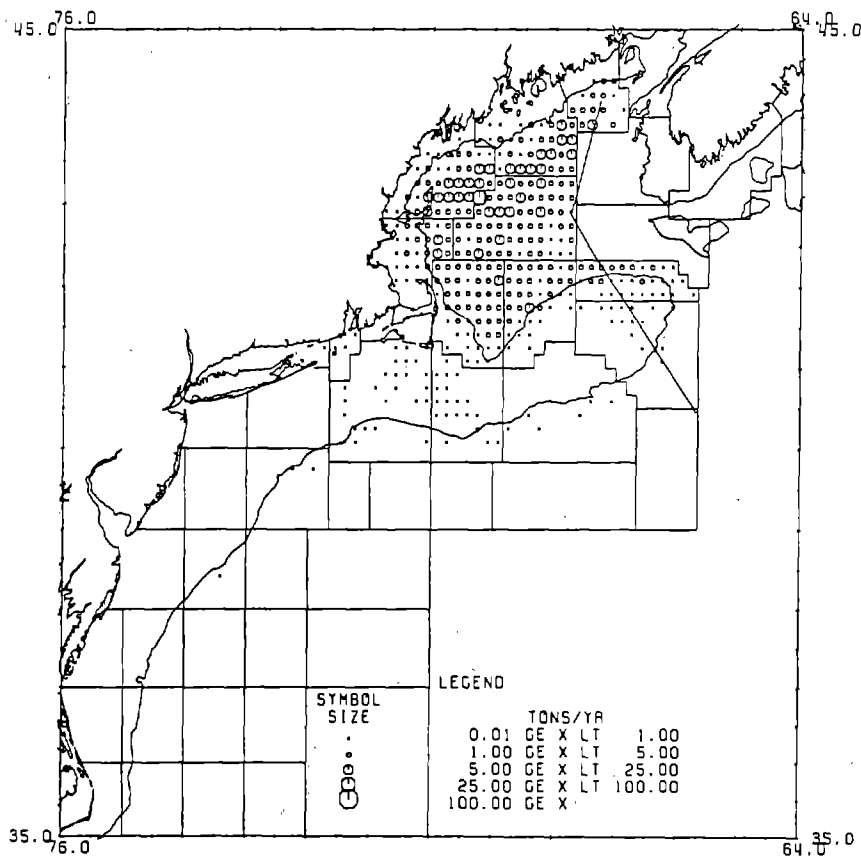 76.0 64.0
45.0 45.0
LEGEND
SYMBOL
SIZE
TONS/YR
0.01 GE X LT 1.00
1.00 GE X LT 5.00
5.00 GE X LT 25.00
25.00 GE X LT 100.00
100.00 GE X
35.0 35.0
76.0 64.0